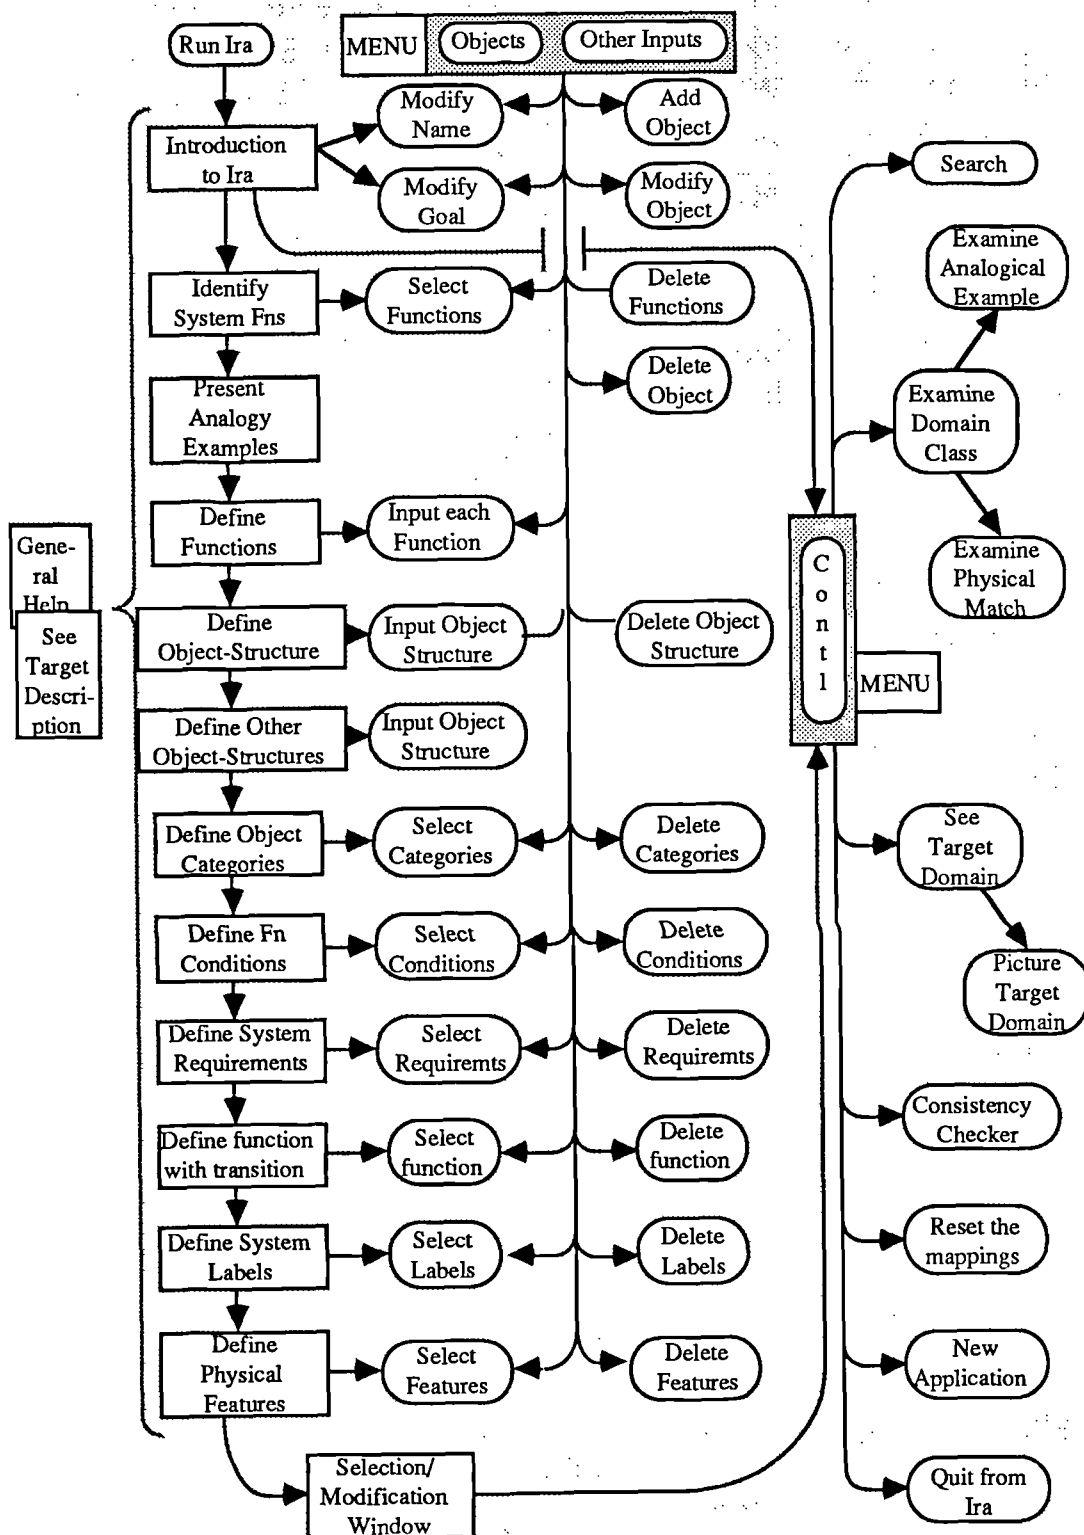 Run Ira
MENU
Objects
Other Inputs
Modify
Name
Add
Object
Introduction
to Ira
Modify
Goal
Modify
Object
Search
Examine
Analogical
Example
Identify
System Fns
Select
Functions
Delete
Functions
Present
Analogy
Examples
Delete
Object
Examine
Domain
Class
Define
Functions
Input each
Function
Examine
Physical
Match
Gene-
ral
Help
See
Target
Descri-
ption
Define
Object-Structure
Input Object
Structure
Delete Object
Structure
C
o
n
t
l
MENU
Define Other
Object-Structures
Input Object
Structure
Define Object
Categories
Select
Categories
Delete
Categories
See
Target
Domain
Define Fn
Conditions
Select
Conditions
Delete
Conditions
Picture
Target
Domain
Define System
Requirements
Select
Requiremts
Delete
Requiremts
Consistency
Checker
Define function
with transition
Select
function
Delete
function
Define System
Labels
Select
Labels
Delete
Labels
Reset the
mappings
Define
Physical
Features
Select
Features
Delete
Features
New
Application
Selection/
Modification
Window
Quit from
Ira